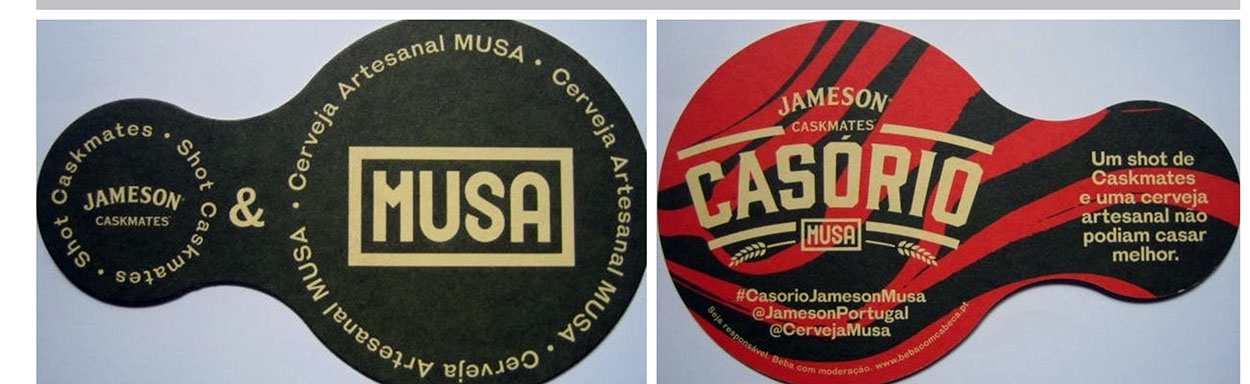 Shot Caskmates • Shot Caskmates •
JAMESON
CASKMATES
&
• Cerveja Artesanal MUSA • Cerveja Artesanal MUSA • Cerveja Artesanal MUSA
MUSA
JAMESON
CASKMATES
CASÓRIO
MUSA
#CasorioJamesonMusa
@JamesonPortugal
@CervejaMusa
Seja responsável. Beba com moderação. www.bebacomcabeca.pt
Um shot de
Caskmates
e uma cerveja
artesanal não
podiam casar
melhor.